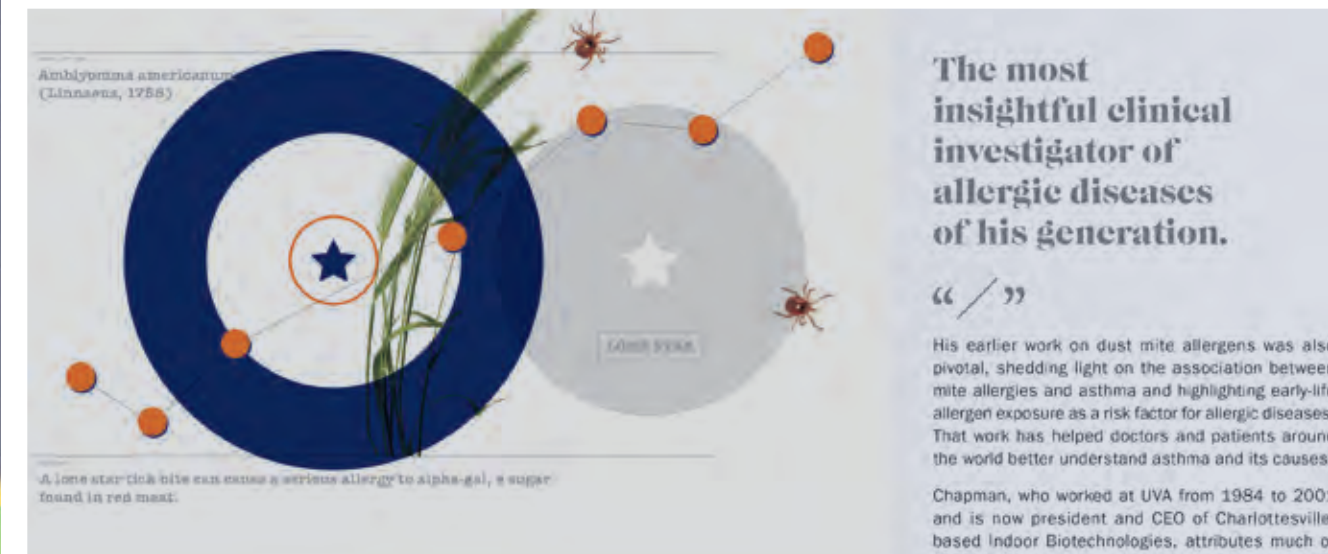 Amblyomma americanum
(Linnaeus, 1758)
LONE STAR
A lone star tick bite can cause a serious allergy to alpha-gal, a sugar
found in red meat.
The most
insightful clinical
investigator of
allergic diseases
of his generation.
“ / ”
His earlier work on dust mite allergens was als
pivotal, shedding light on the association between
mite allergies and asthma and highlighting early-lif
allergen exposure as a risk factor for allergic diseases.
That work has helped doctors and patients aroun
the world better understand asthma and its causes.
Chapman, who worked at UVA from 1984 to 2001
and is now president and CEO of Charlottesville
based Indoor Biotechnologies, attributes much o